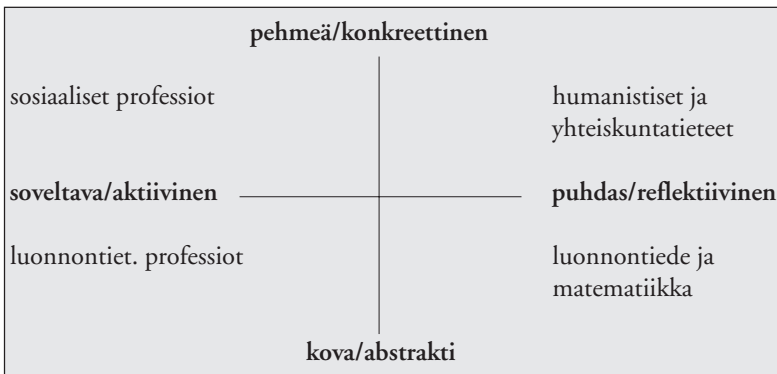 pehmeä/konkreettinen
sosiaaliset professiot
humanistiset ja
yhteiskuntatieteet
soveltava/aktiivinen
puhdas/reflektiivinen
luonnontiet. professiot
luonnontiede ja
matematiikka
kova/abstrakti